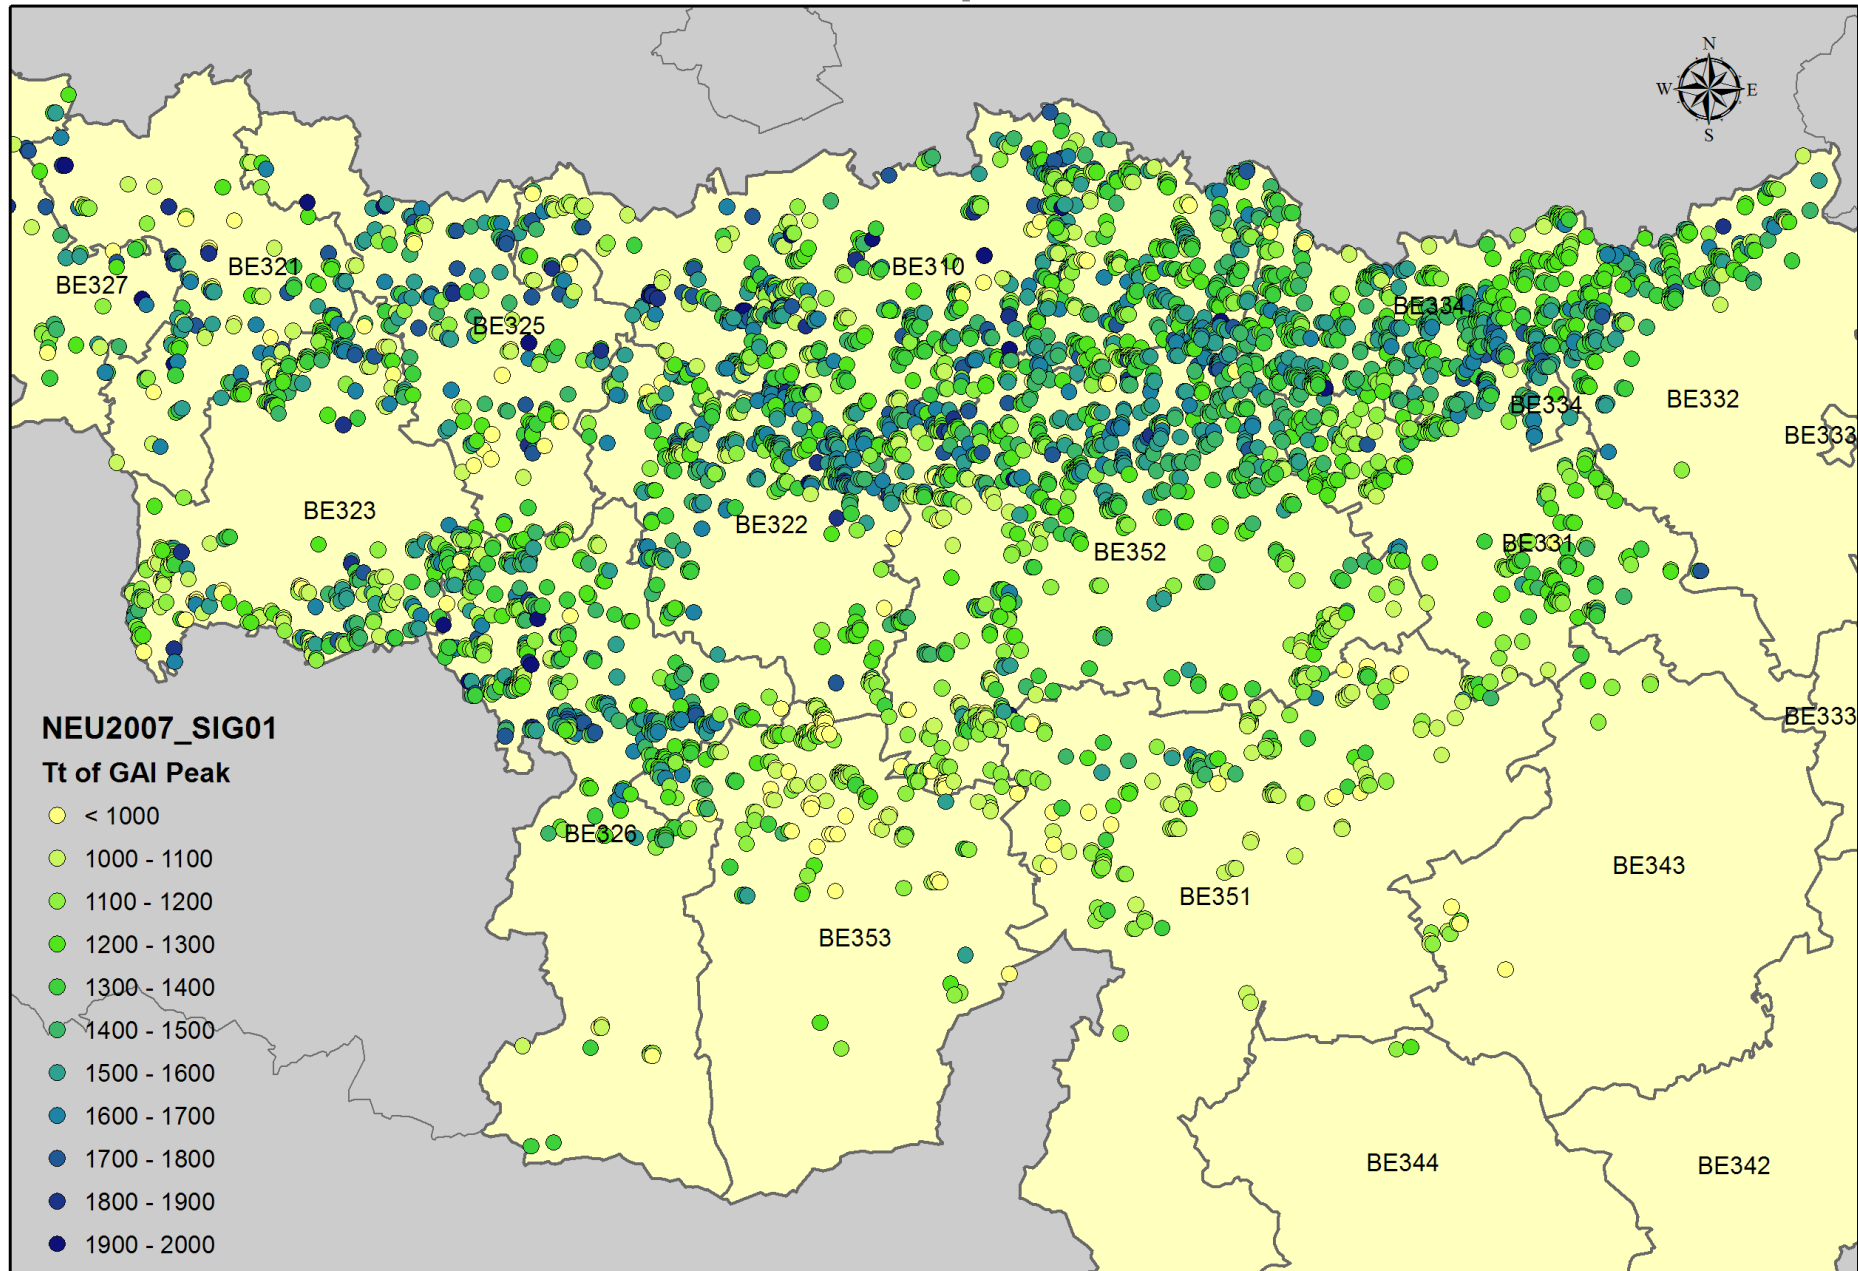 N
W E
S
BE310
BE321
BE327
BE334
BE325
BE332
BE334
BE333
BE323
BE322
BE352
BE331
BE333
NEU2007_SIG01
Tt of GAI Peak
< 1000
1000 - 1100
1100 - 1200
1200 - 1300
1300 - 1400
1400 - 1500
1500 - 1600
1600 - 1700
1700 - 1800
1800 - 1900
1900 - 2000
BE326
BE343
BE351
BE353
BE344
BE342